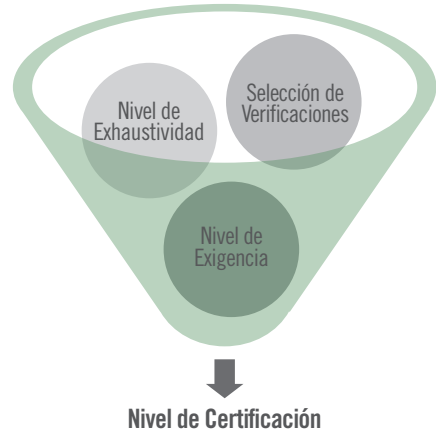 Nivel de
Exhaustividad
Selección de
Verificaciones
Nivel de
Exigencia
Nivel de Certificación